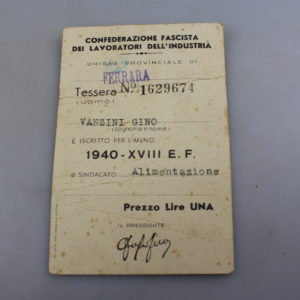 CONFEDERAZIONE FASCISTA
DEI LAVORATORI DELL'INDUSTRIA
UNIONE PROVINCIALE DI
FERRARA
Tessera No. 1629674
(uomo)
VANZINI GINO
(cognome e nome)
È ISCRITTO PER L'ANNO
1940-XVIII E. F.
al SINDACATO Alimentazione
Prezzo Lire UNA
IL PRESIDENTE